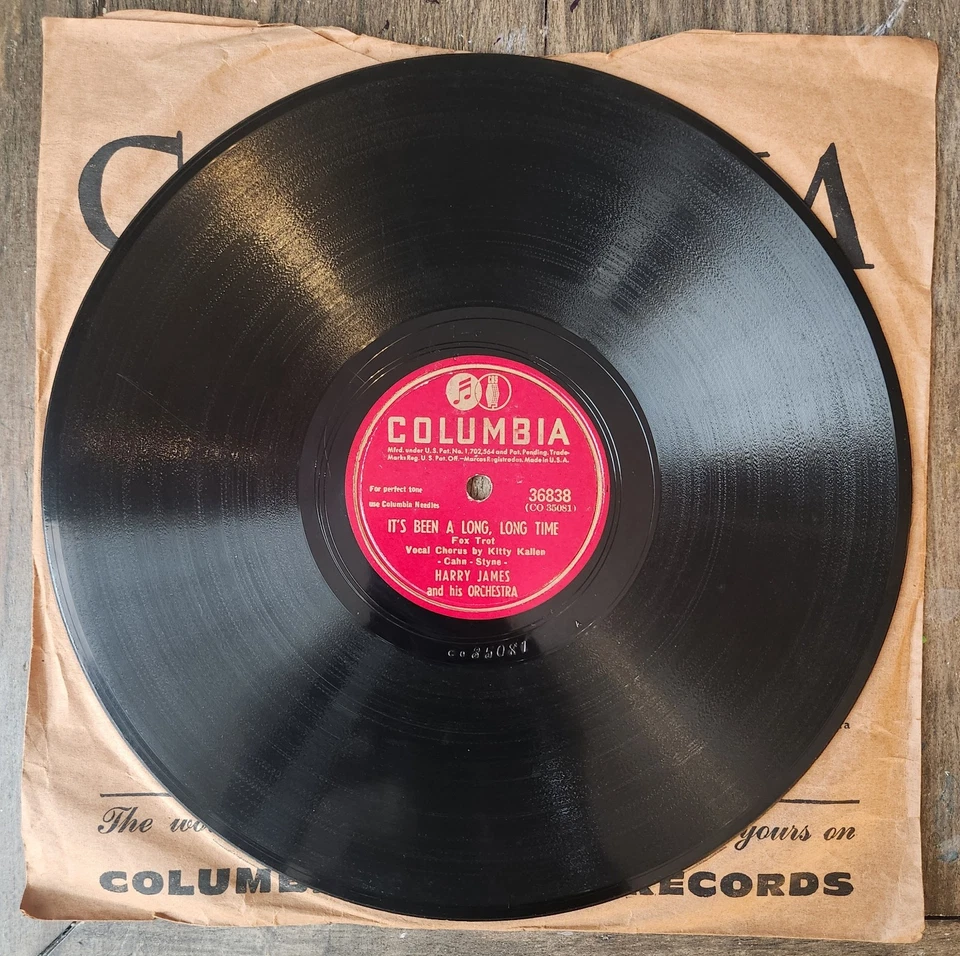 C A
COLUMBIA
Mfrd. under U.S. Pat. No. 1,702,564 and Pat. Pending. Trade-
Marks Reg. U. S. Pat. Off.—Marcas Registradas. Made in U.S.A.
For perfect tone
use Columbia Needles
36838
(CO 35081)
IT'S BEEN A LONG, LONG TIME
Fox Trot
Vocal Chorus by Kitty Kallen
- Cahn - Styne -
HARRY JAMES
and his ORCHESTRA
CO 35081
The yours on
COLUMB RECORDS